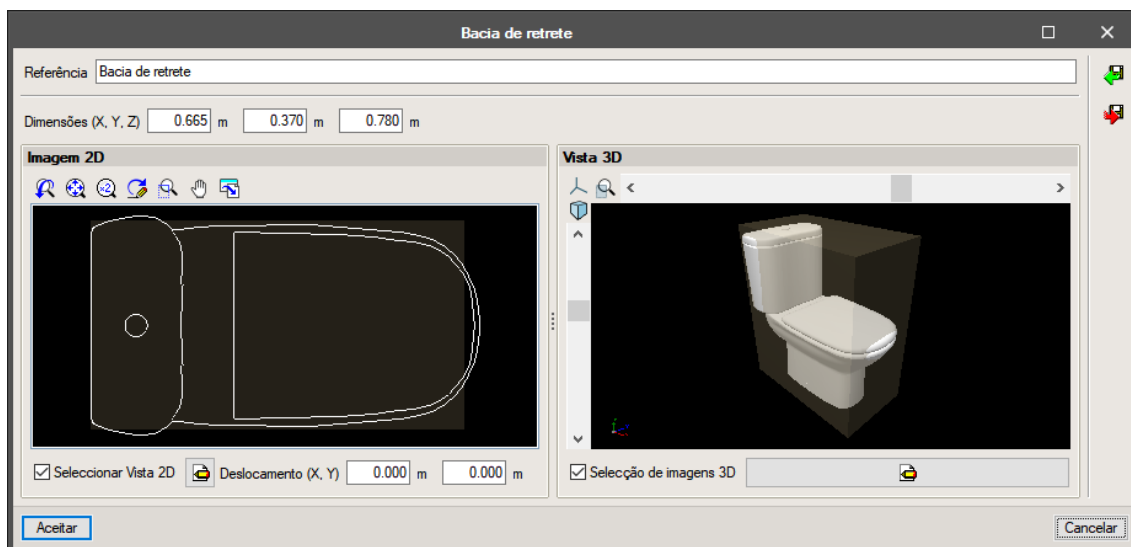 Bacia de retrete
Referência Bacia de retrete
Dimensões (X, Y, Z) 0.665 m 0.370 m 0.780 m
Imagem 2D
Vista 3D
x2
Seleccionar Vista 2D Deslocamento (X, Y) 0.000 m 0.000 m
Selecção de imagens 3D
Aceitar
Cancelar